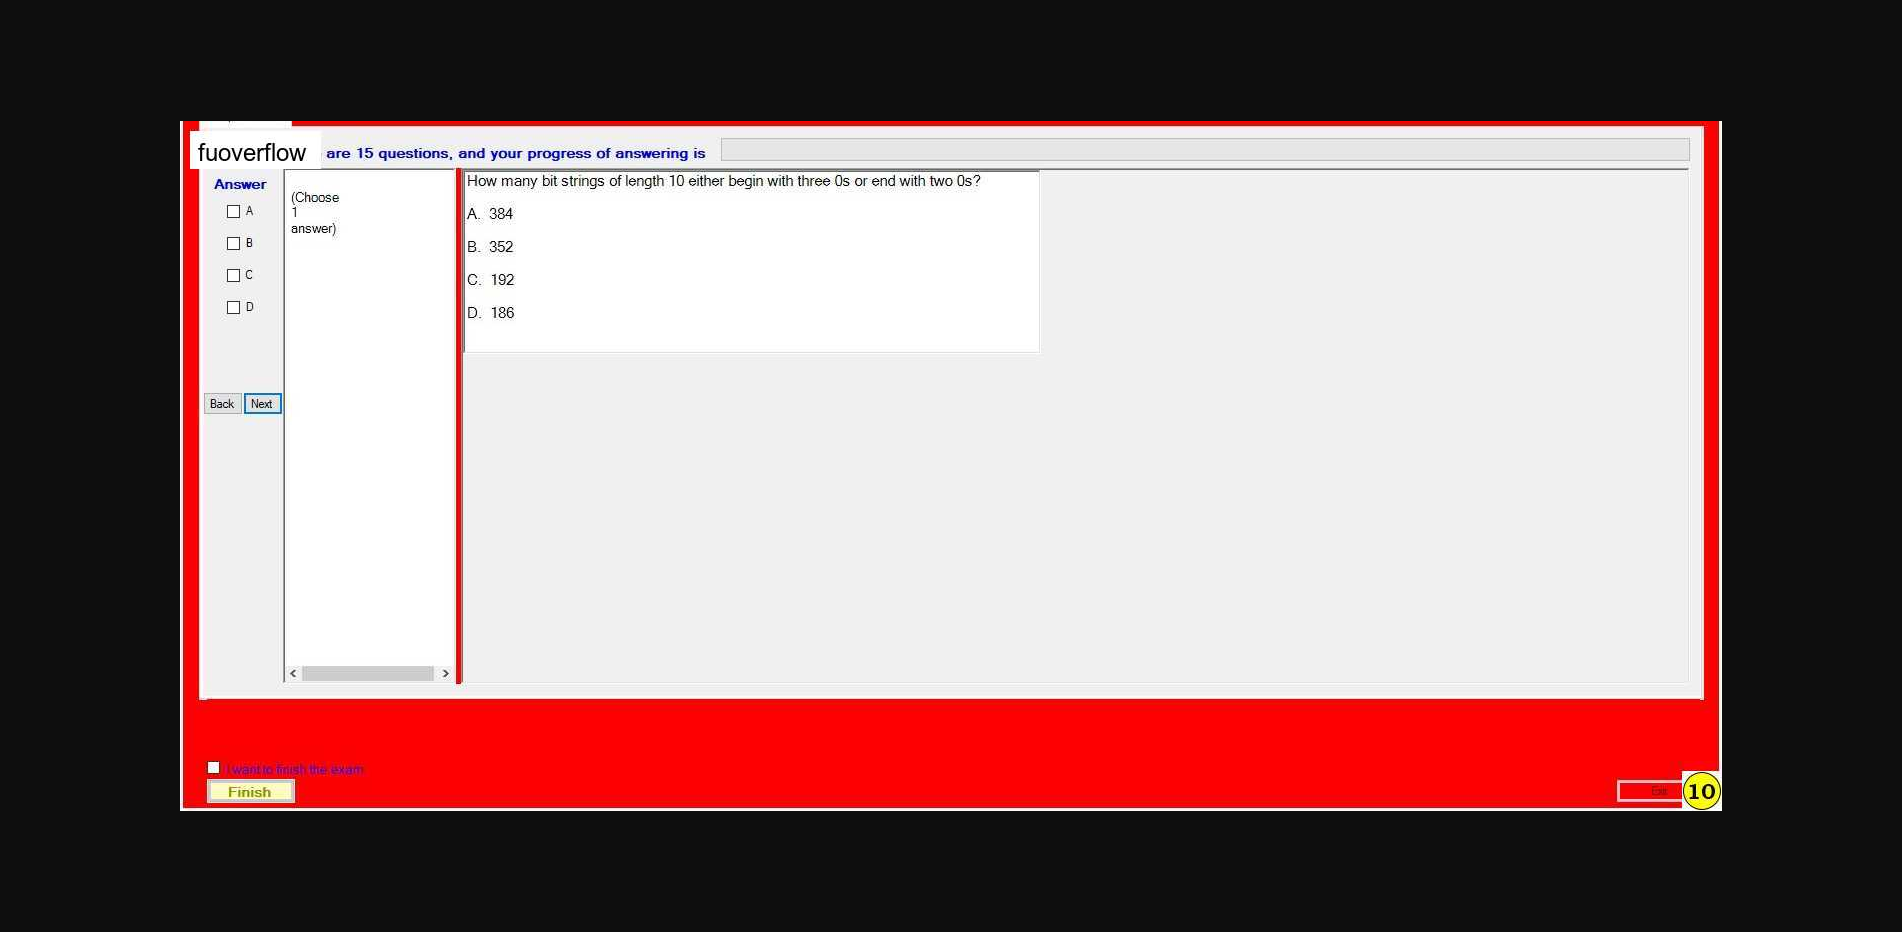 fuoverflow are 15 questions, and your progress of answering is
Answer
A
B
C
D
Back Next
(Choose
1
answer)
How many bit strings of length 10 either begin with three 0s or end with two 0s?
A. 384
B. 352
C. 192
D. 186
I want to finish the exam
Finish
Exit
10